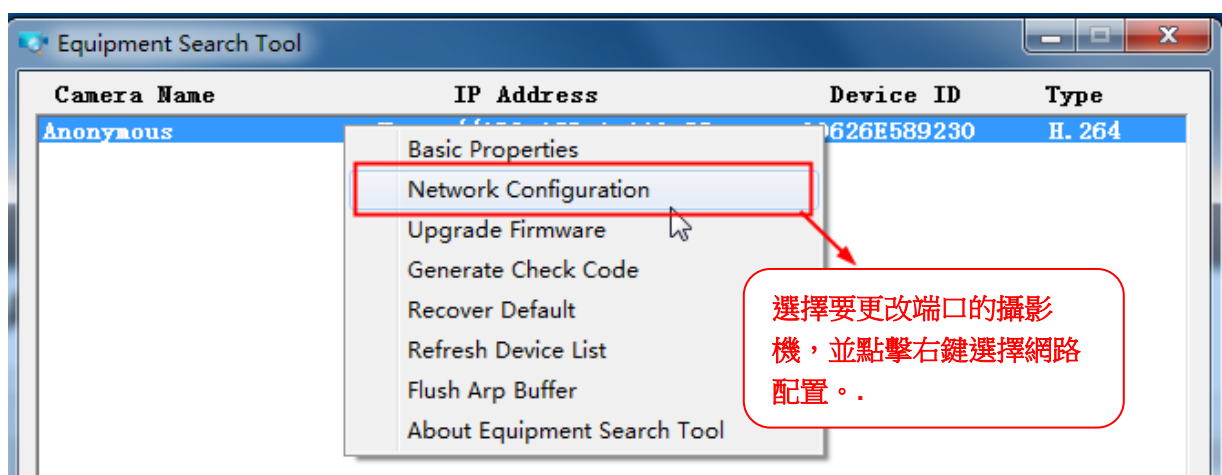 Equipment Search Tool
Camera Name IP Address Device ID Type
Anonymous 0626E589230 H.264
Basic Properties
Network Configuration
Upgrade Firmware
Generate Check Code
Recover Default
Refresh Device List
Flush Arp Buffer
About Equipment Search Tool
選擇要更改端口的攝影
機，並點擊右鍵選擇網路
配置。.